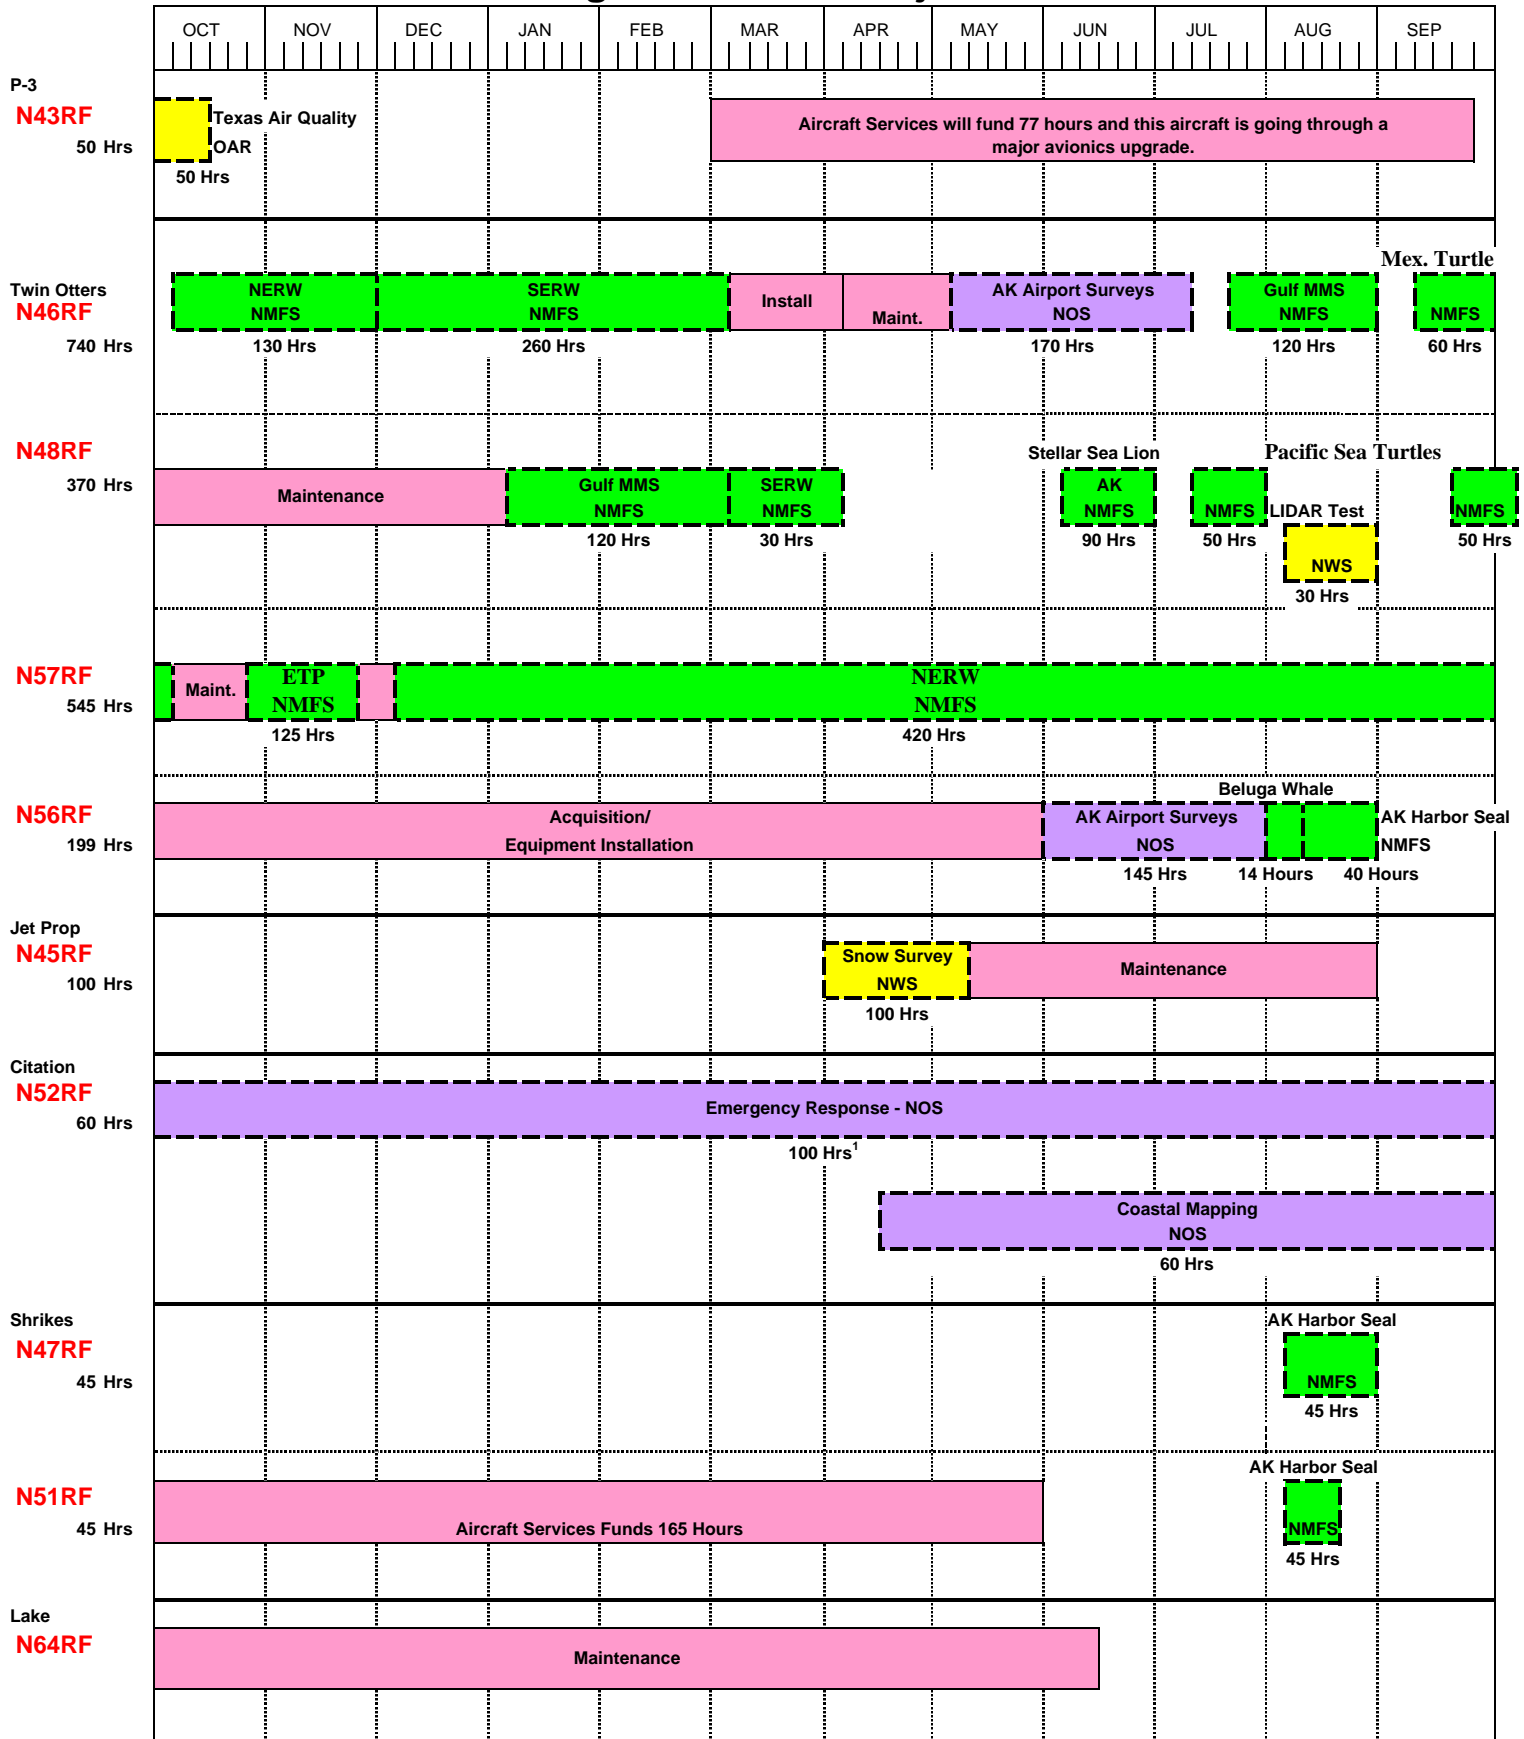 OCT NOV DEC JAN FEB MAR APR MAY JUN JUL AUG SEP
P-3
N43RF
50 Hrs
Texas Air Quality
OAR
50 Hrs
Aircraft Services will fund 77 hours and this aircraft is going through a
major avionics upgrade.
Twin Otters
N46RF
740 Hrs
NERW
NMFS
130 Hrs
SERW
NMFS
260 Hrs
Install
Maint.
AK Airport Surveys
NOS
170 Hrs
Gulf MMS
NMFS
120 Hrs
Mex. Turtle
NMFS
60 Hrs
N48RF
370 Hrs
Maintenance
Gulf MMS
NMFS
120 Hrs
SERW
NMFS
30 Hrs
Stellar Sea Lion
AK
NMFS
90 Hrs
Pacific Sea Turtles
NMFS
50 Hrs
LIDAR Test
NWS
30 Hrs
NMFS
50 Hrs
N57RF
545 Hrs
Maint.
ETP
NMFS
125 Hrs
NERW
NMFS
420 Hrs
N56RF
199 Hrs
Acquisition/
Equipment Installation
AK Airport Surveys
NOS
145 Hrs
Beluga Whale
14 Hours
AK Harbor Seal
NMFS
40 Hours
Jet Prop
N45RF
100 Hrs
Snow Survey
NWS
100 Hrs
Maintenance
Citation
N52RF
60 Hrs
Emergency Response - NOS
100 Hrs¹
Coastal Mapping
NOS
60 Hrs
Shrikes
N47RF
45 Hrs
AK Harbor Seal
NMFS
45 Hrs
N51RF
45 Hrs
Aircraft Services Funds 165 Hours
AK Harbor Seal
NMFS
45 Hrs
Lake
N64RF
Maintenance